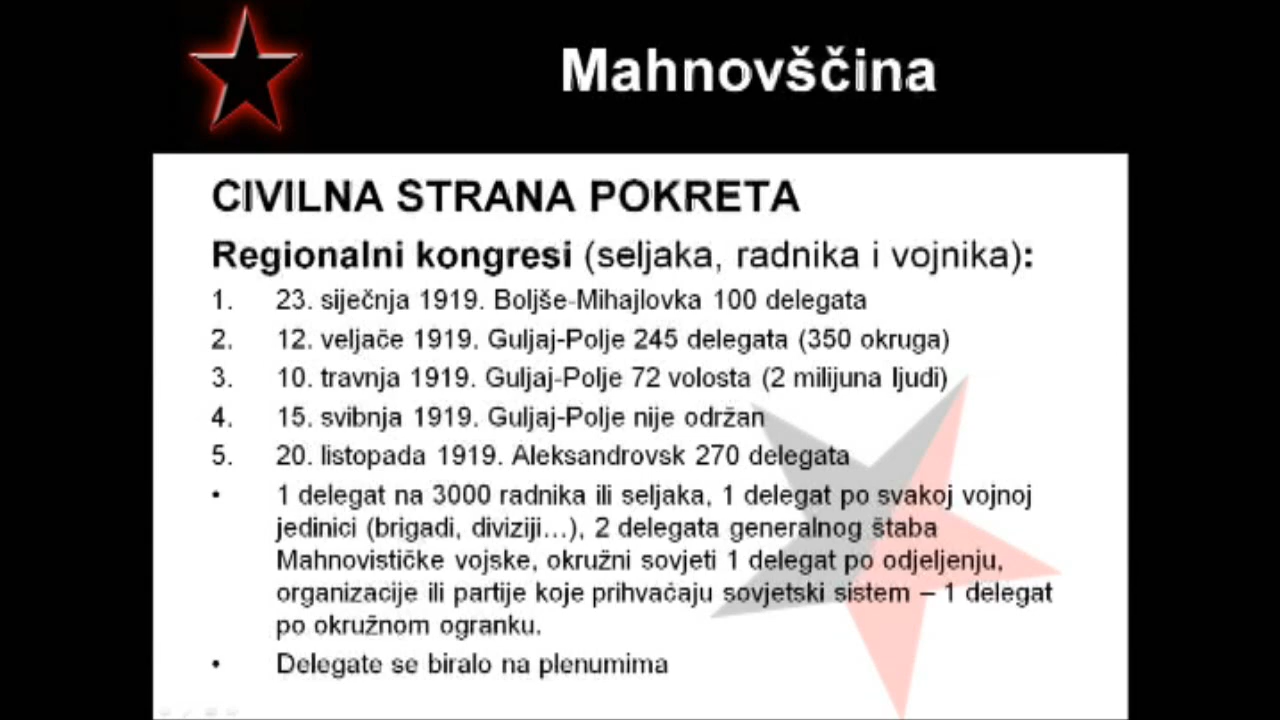 Mahnovščina
CIVILNA STRANA POKRETA
Regionalni kongresi (seljaka, radnika i vojnika):
1. 23. siječnja 1919. Boljše-Mihajlovka 100 delegata
2. 12. veljače 1919. Guljaj-Polje 245 delegata (350 okruga)
3. 10. travnja 1919. Guljaj-Polje 72 volosta (2 milijuna ljudi)
4. 15. svibnja 1919. Guljaj-Polje nije održan
5. 20. listopada 1919. Aleksandrovsk 270 delegata
• 1 delegat na 3000 radnika ili seljaka, 1 delegat po svakoj vojnoj
jedinici (brigadi, diviziji...), 2 delegata generalnog štaba
Mahnovističke vojske, okružni sovjeti 1 delegat po odjeljenju,
organizacije ili partije koje prihvaćaju sovjetski sistem – 1 delegat
po okružnom ogranku.
• Delegate se biralo na plenumima